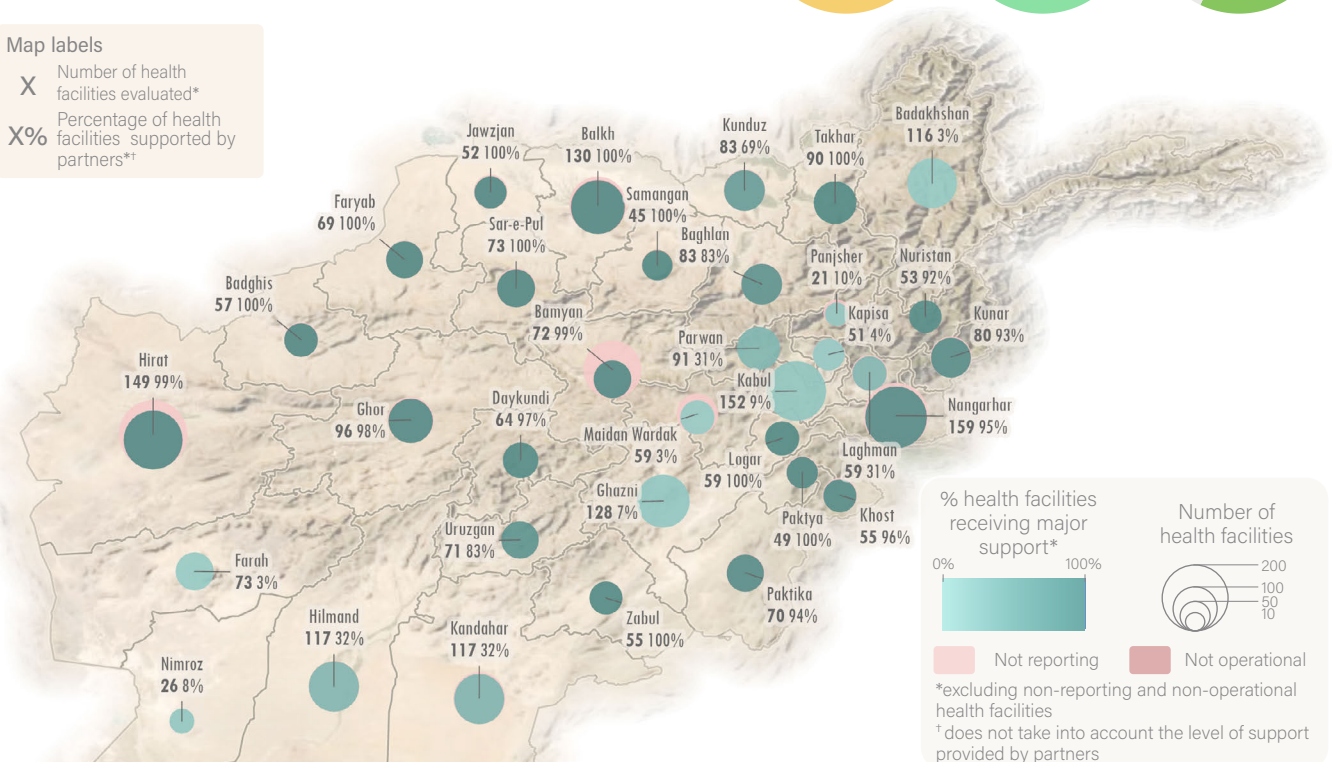 Map labels
X
Number of health
facilities evaluated*
X%
Percentage of health
facilities supported by
partners*†
Jawzjan
52 100%
Balkh
130 100%
Kunduz
83 69%
Takhar
90 100%
Badakhshan
116 3%
Faryab
69 100%
Samangan
45 100%
Sar-e-Pul
73 100%
Baghlan
83 83%
Panjsher
21 10%
Nuristan
53 92%
Badghis
57 100%
Bamyan
72 99%
Kapisa
51 4%
Kunar
80 93%
Parwan
91 31%
Hirat
149 99%
Kabul
152 9%
Ghor
96 98%
Daykundi
64 97%
Nangarhar
159 95%
Maidan Wardak
59 3%
Logar
59 100%
Laghman
59 31%
Ghazni
128 7%
Paktya
49 100%
Khost
55 96%
Uruzgan
71 83%
Farah
73 3%
Paktika
70 94%
Zabul
55 100%
Hilmand
117 32%
Kandahar
117 32%
Nimroz
26 8%
% health facilities
receiving major
support*
0% 100%
Number of
health facilities
200
100
50
10
Not reporting
Not operational
*excluding non-reporting and non-operational
health facilities
† does not take into account the level of support
provided by partners